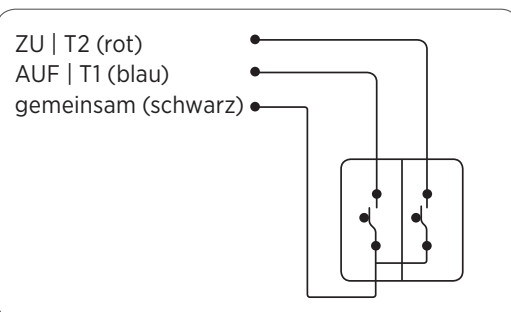 ZU | T2 (rot)
AUF | T1 (blau)
gemeinsam (schwarz)